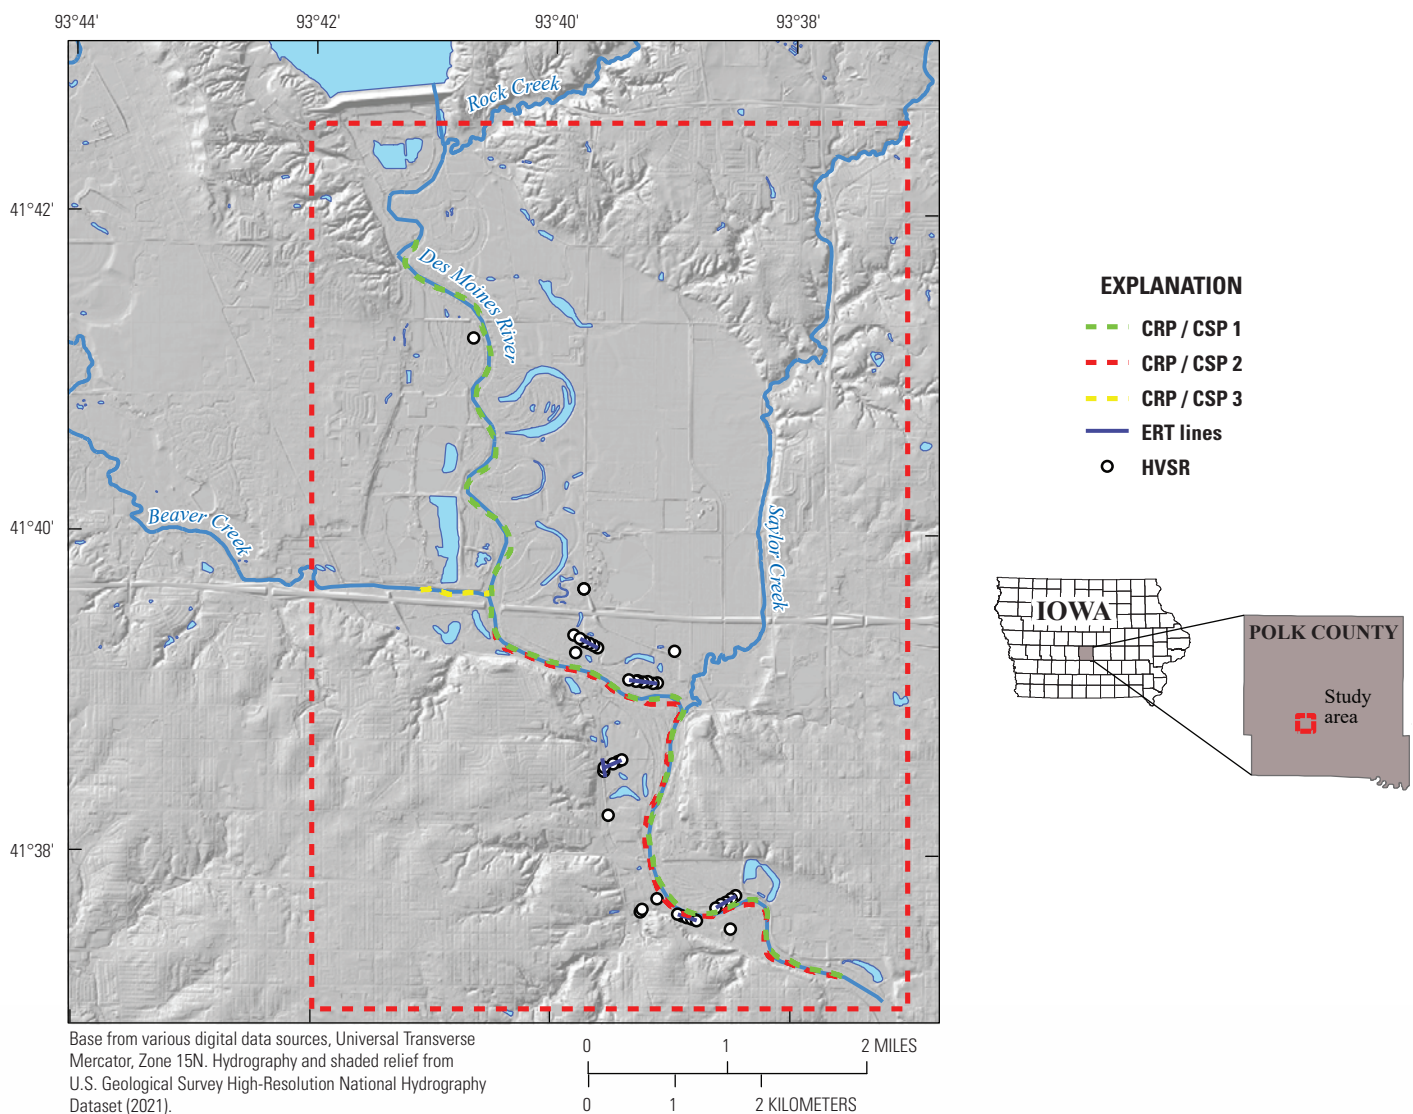 93°44'
93°42'
93°40'
93°38'
Rock Creek
41°42'
Des Moines River
EXPLANATION
CRP / CSP 1
CRP / CSP 2
CRP / CSP 3
ERT lines
HVSR
41°40'
Beaver Creek
Saylor Creek
IOWA
POLK COUNTY
Study
area
41°38'
Base from various digital data sources, Universal Transverse
Mercator, Zone 15N. Hydrography and shaded relief from
U.S. Geological Survey High-Resolution National Hydrography
Dataset (2021).
0 1 2 MILES
0 1 2 KILOMETERS